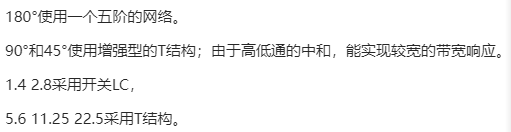 180°使用一个五阶的网络。
90°和45°使用增强型的T结构；由于高低通的中和，能实现较宽的带宽响应。
1.4 2.8采用开关LC，
5.6 11.25 22.5采用T结构。